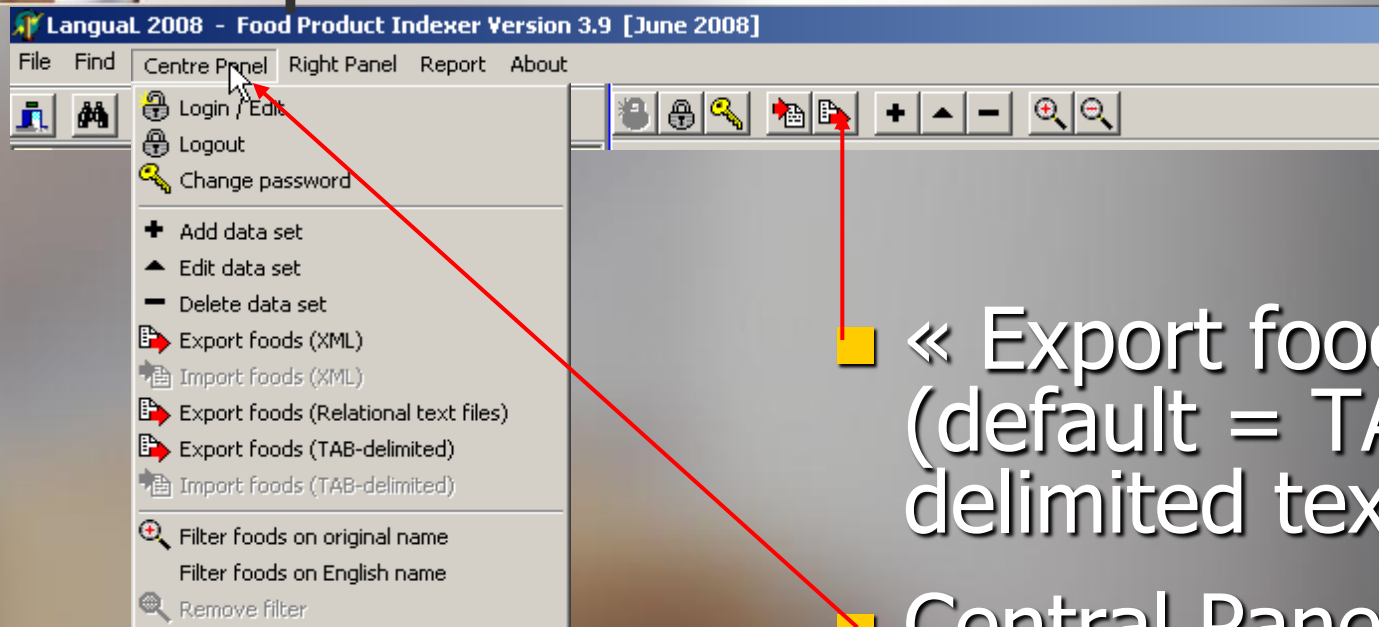 LanguaL 2008 - Food Product Indexer Version 3.9 [June 2008]
File Find Centre Panel Right Panel Report About
Login / Edit
Logout
Change password
Add data set
Edit data set
Delete data set
Export foods (XML)
Import foods (XML)
Export foods (Relational text files)
Export foods (TAB-delimited)
Import foods (TAB-delimited)
Filter foods on original name
Filter foods on English name
Remove filter
« Export foo
(default = TA
delimited tex
Central Pane